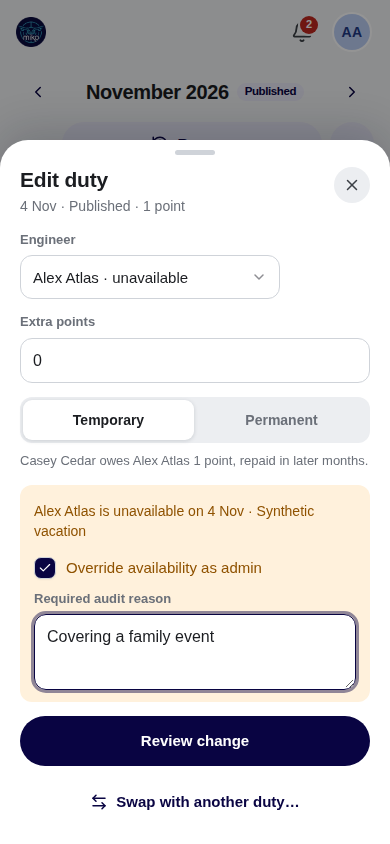 miko
2
AA
November 2026
Published
Edit duty
4 Nov · Published · 1 point
Engineer
Alex Atlas · unavailable
Extra points
0
Temporary
Permanent
Casey Cedar owes Alex Atlas 1 point, repaid in later months.
Alex Atlas is unavailable on 4 Nov · Synthetic
vacation
Override availability as admin
Required audit reason
Covering a family event
Review change
Swap with another duty…